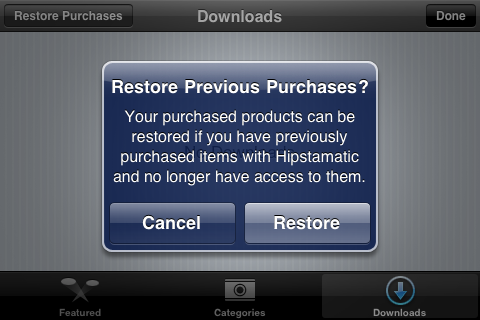 Restore Purchases Downloads Done
Restore Previous Purchases?
Your purchased products can be
restored if you have previously
purchased items with Hipstamatic
and no longer have access to them.
Cancel Restore
Featured Categories Downloads